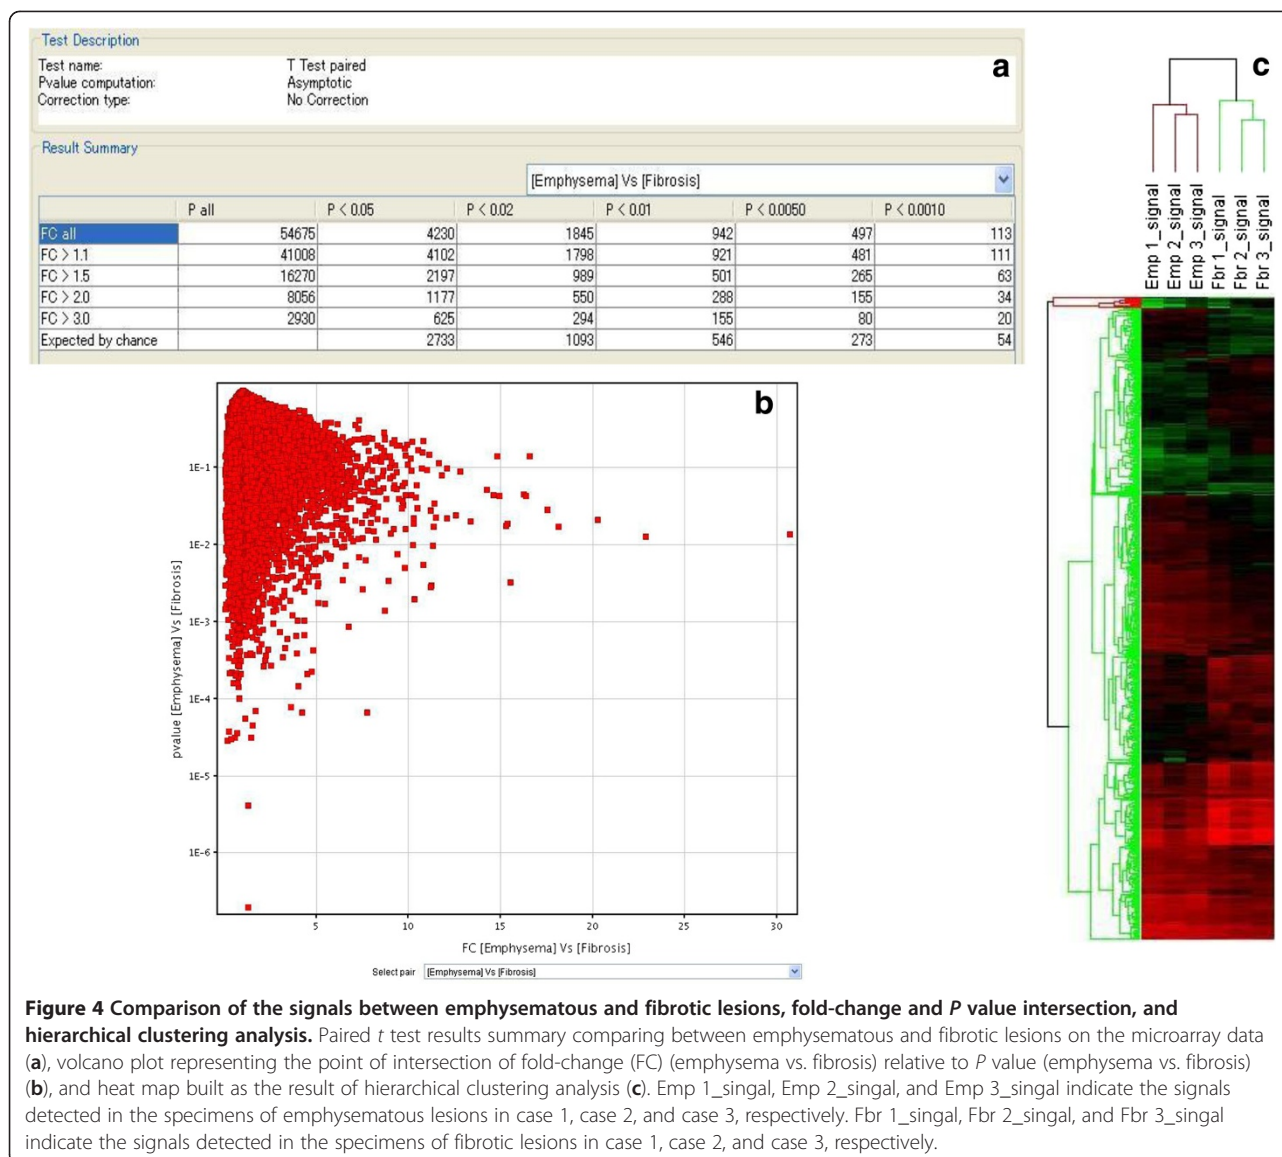 Test Description
Test name: T Test paired
Pvalue computation: Asymptotic
Correction type: No Correction
a
Result Summary
[Emphysema] Vs [Fibrosis]
P all P < 0.05 P < 0.02 P < 0.01 P < 0.0050 P < 0.0010
FC all 54675 4230 1845 942 497 113
FC > 1.1 41008 4102 1798 921 481 111
FC > 1.5 16270 2197 989 501 265 63
FC > 2.0 8056 1177 550 288 155 34
FC > 3.0 2930 625 294 155 80 20
Expected by chance 2733 1093 546 273 54
b
1E-1
1E-2
1E-3
1E-4
1E-5
1E-6
pvalue [Emphysema] Vs [Fibrosis]
5 10 15 20 25 30
FC [Emphysema] Vs [Fibrosis]
Select pair [Emphysema] Vs [Fibrosis]
c
Emp 1_signal
Emp 2_signal
Emp 3_signal
Fbr 1_signal
Fbr 2_signal
Fbr 3_signal
Figure 4 Comparison of the signals between emphysematous and fibrotic lesions, fold-change and P value intersection, and
hierarchical clustering analysis. Paired t test results summary comparing between emphysematous and fibrotic lesions on the microarray data
(a), volcano plot representing the point of intersection of fold-change (FC) (emphysema vs. fibrosis) relative to P value (emphysema vs. fibrosis)
(b), and heat map built as the result of hierarchical clustering analysis (c). Emp 1_singal, Emp 2_singal, and Emp 3_singal indicate the signals
detected in the specimens of emphysematous lesions in case 1, case 2, and case 3, respectively. Fbr 1_singal, Fbr 2_singal, and Fbr 3_singal
indicate the signals detected in the specimens of fibrotic lesions in case 1, case 2, and case 3, respectively.